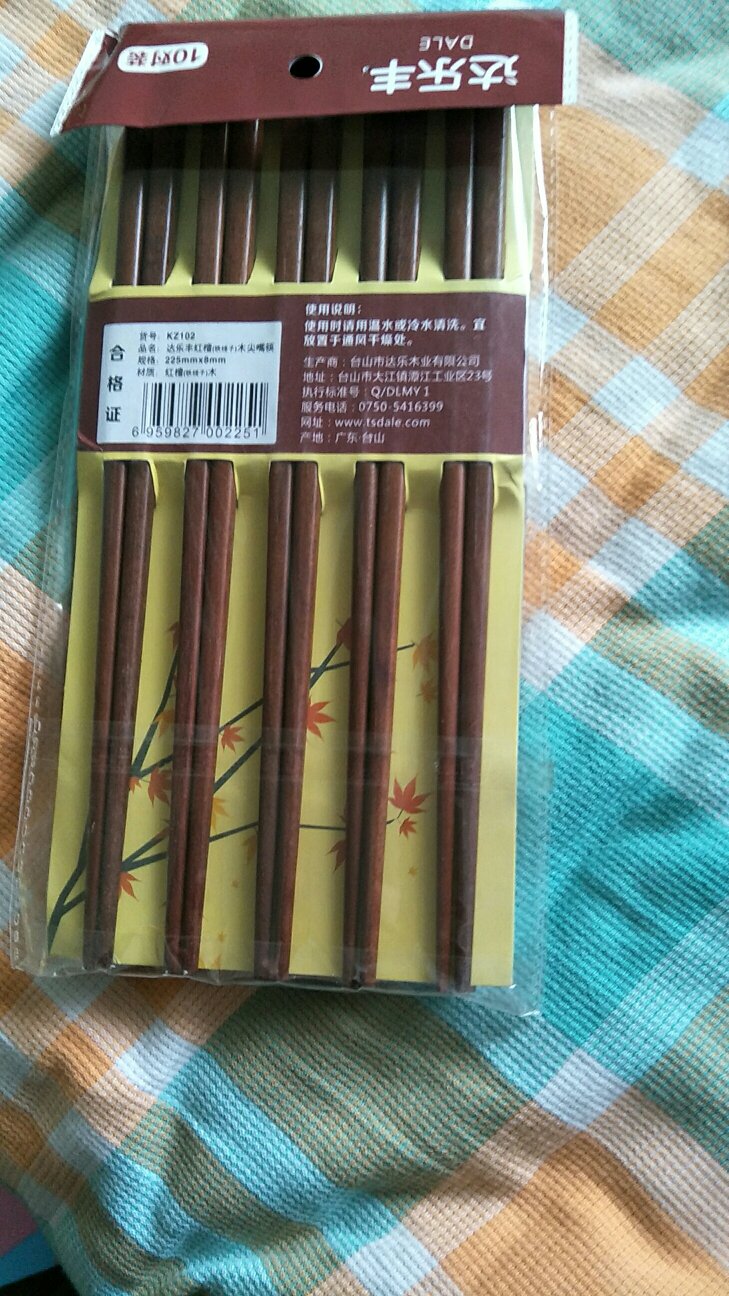 达乐丰
DALE
10对装
合格证
货号: KZ102
品名: 达乐丰红檀(铁线子)木尖嘴筷
规格: 225mmx8mm
材质: 红檀(铁线子)木
6 959827 002251
使用说明:
使用时请用温水或冷水清洗。宜
放置于通风干燥处。
生产商:台山市达乐木业有限公司
地址:台山市大江镇漖江工业区23号
执行标准号:Q/DLMY 1
服务电话:0750-5416399
网址:www.tsdale.com
产地:广东·台山